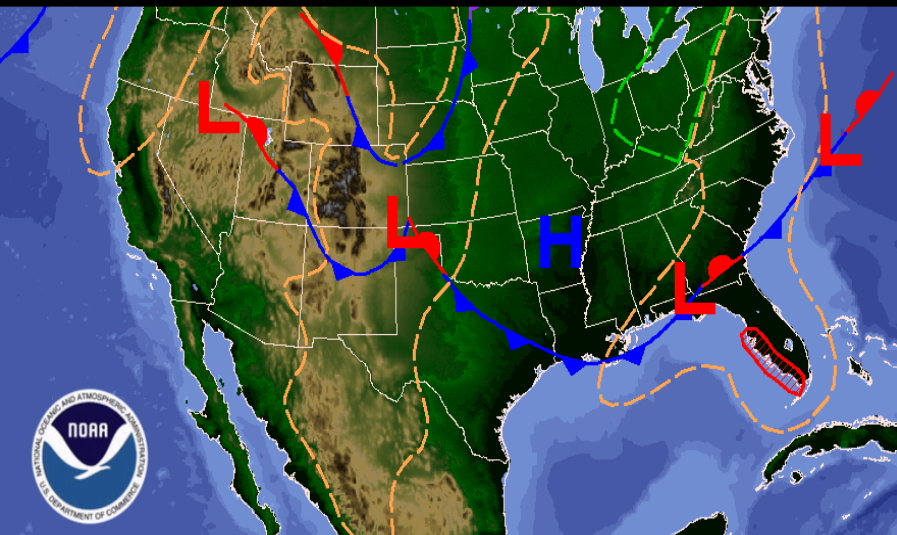 L
L
L
H
L
NATIONAL OCEANIC AND ATMOSPHERIC ADMINISTRATION
NOAA
U.S. DEPARTMENT OF COMMERCE